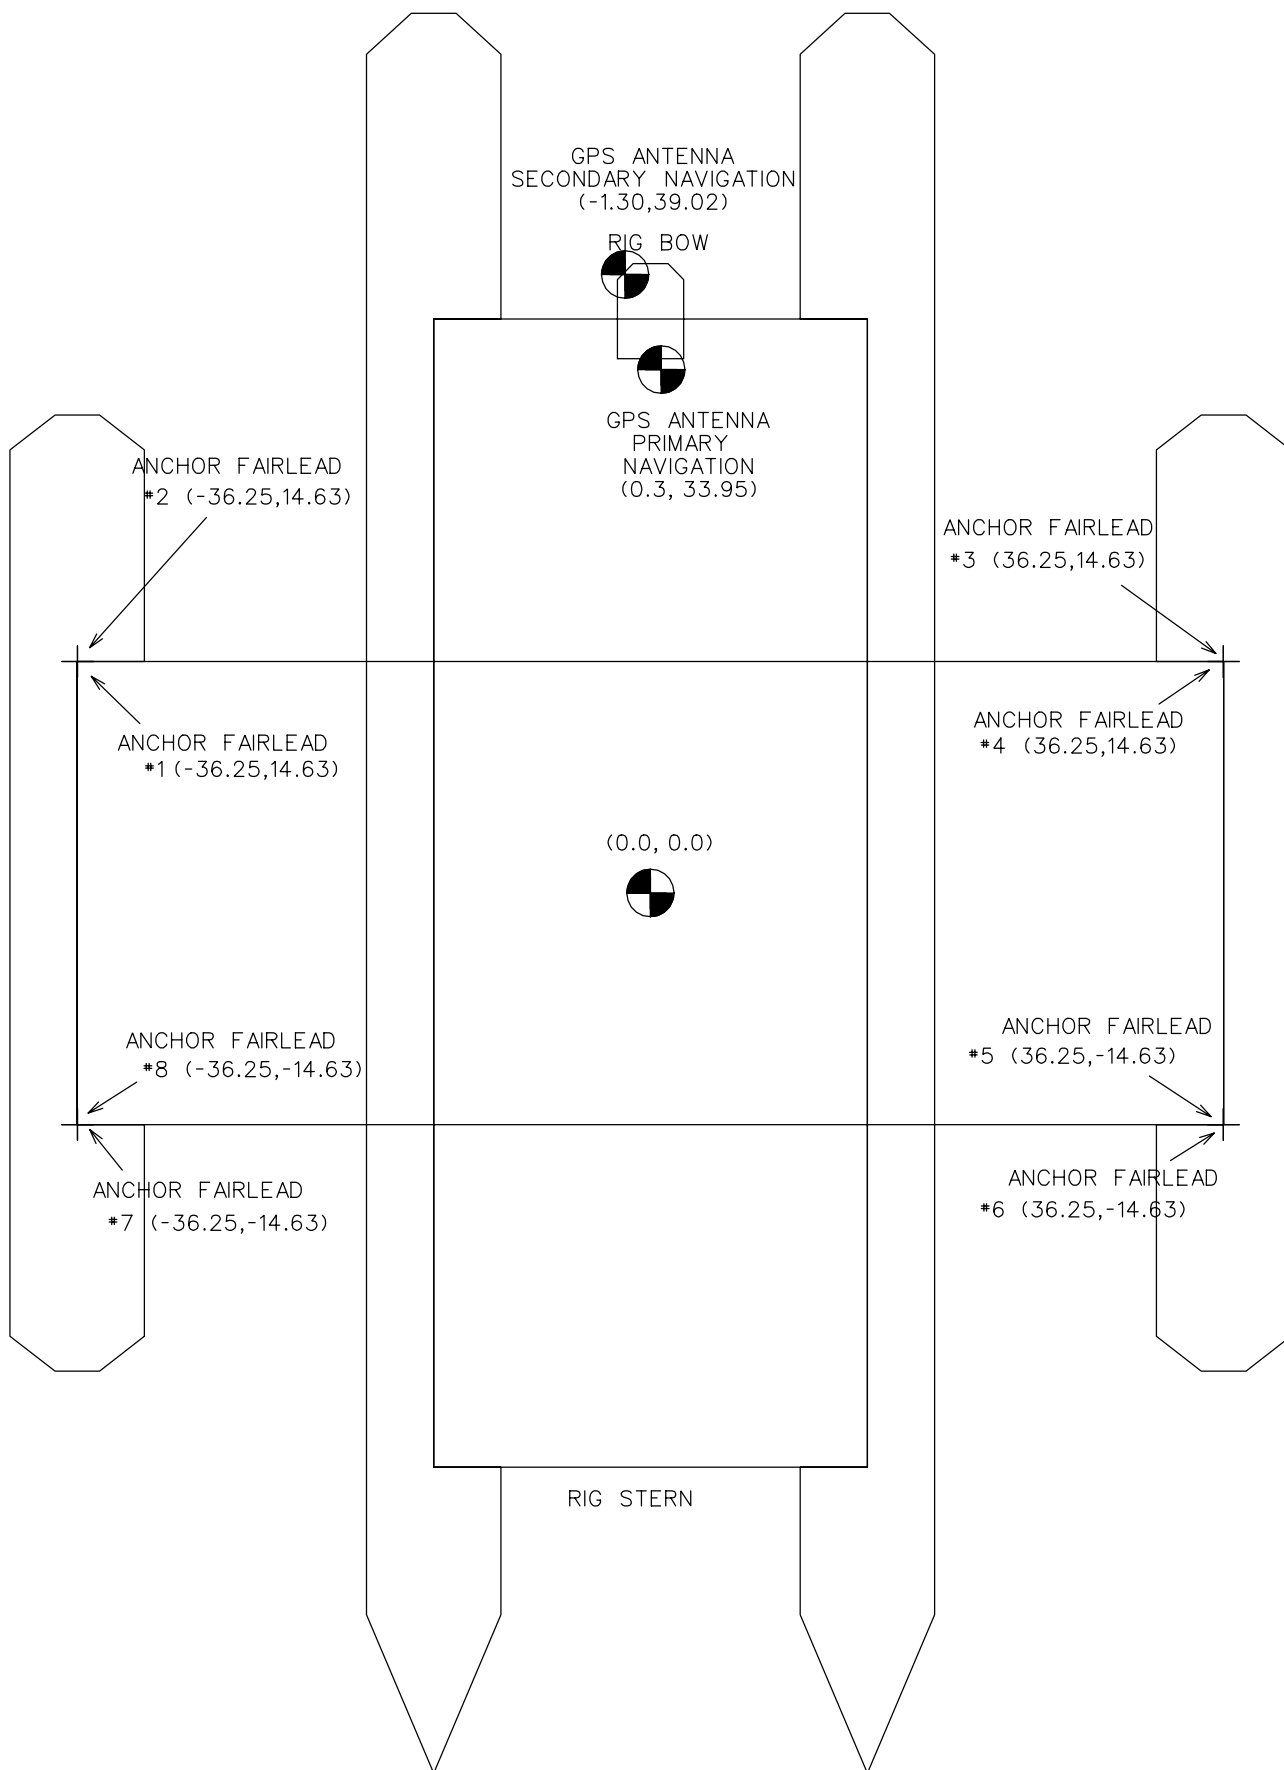 GPS ANTENNA
SECONDARY NAVIGATION
(-1.30,39.02)
RIG BOW
GPS ANTENNA
PRIMARY
NAVIGATION
(0.3, 33.95)
ANCHOR FAIRLEAD
#2 (-36.25,14.63)
ANCHOR FAIRLEAD
#3 (36.25,14.63)
ANCHOR FAIRLEAD
#1 (-36.25,14.63)
ANCHOR FAIRLEAD
#4 (36.25,14.63)
(0.0, 0.0)
ANCHOR FAIRLEAD
#8 (-36.25,-14.63)
ANCHOR FAIRLEAD
#5 (36.25,-14.63)
ANCHOR FAIRLEAD
#7 (-36.25,-14.63)
ANCHOR FAIRLEAD
#6 (36.25,-14.63)
RIG STERN